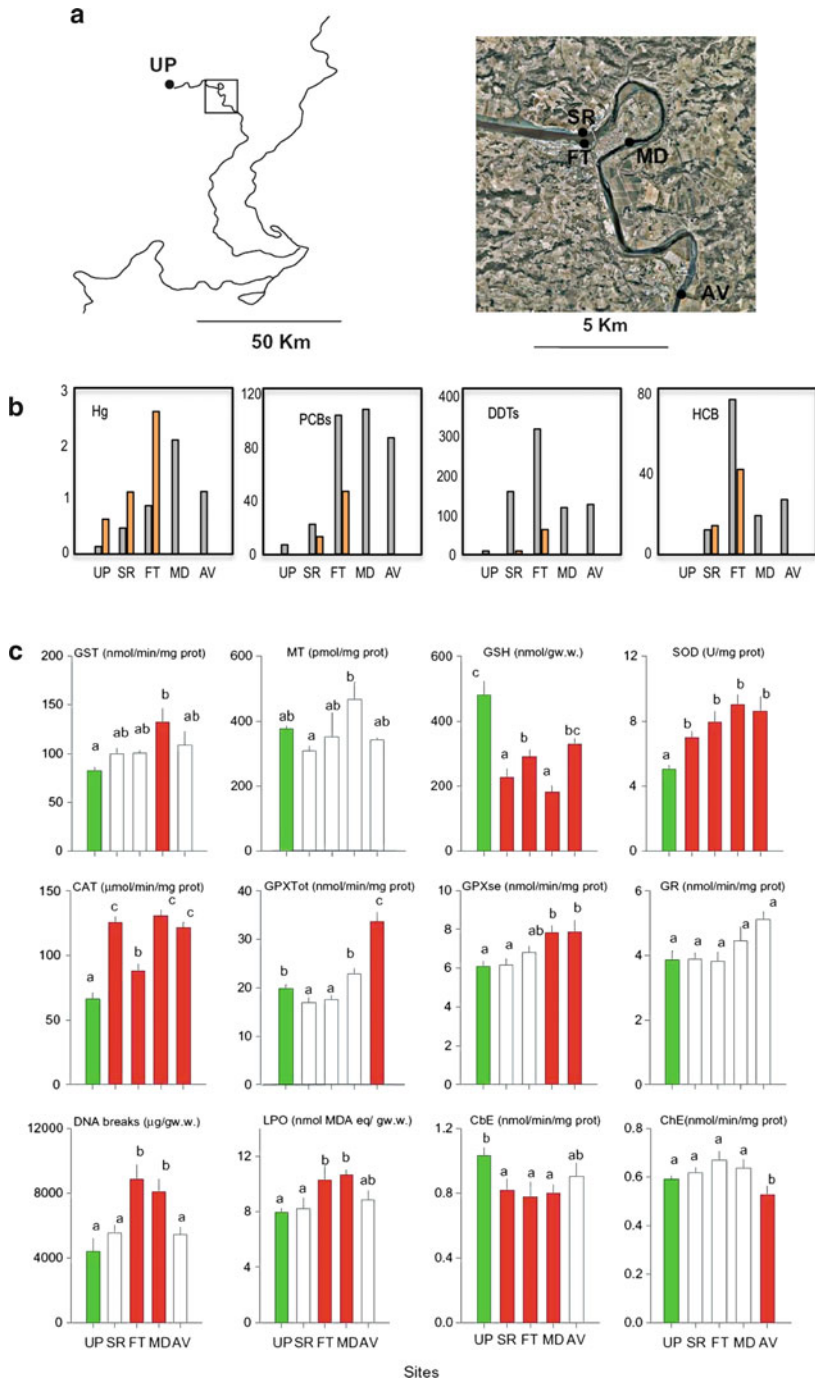 a
UP
SR
FT
MD
AV
50 Km
5 Km
b
Hg
PCBs
DDTs
HCB
3
2
1
0
120
80
40
0
400
300
200
100
0
80
40
0
UP SR FT MD AV
UP SR FT MD AV
UP SR FT MD AV
UP SR FT MD AV
c
GST (nmol/min/mg prot)
200
150
100
50
0
a ab ab b ab
MT (pmol/mg prot)
600
400
200
0
ab a ab b ab
GSH (nmol/gw.w.)
600
400
200
0
c a b a bc
SOD (U/mg prot)
12
8
4
0
a b b b b
CAT (µmol/min/mg prot)
150
100
50
0
a c b c c
GPXTot (nmol/min/mg prot)
40
30
20
10
0
b a a b c
GPXse (nmol/min/mg prot)
10
8
6
4
2
0
a a ab b b
GR (nmol/min/mg prot)
6
4
2
0
a a a a a
DNA breaks (µg/gw.w.)
12000
8000
4000
0
a a b b a
UP SR FT MD AV
LPO (nmol MDA eq/ gw.w.)
12
8
4
0
a a b b ab
UP SR FT MD AV
CbE (nmol/min/mg prot)
1.2
0.8
0.4
0.0
b a a a ab
UP SR FT MD AV
ChE(nmol/min/mg prot)
0.8
0.6
0.4
0.2
0.0
a a a a b
UP SR FT MD AV
Sites